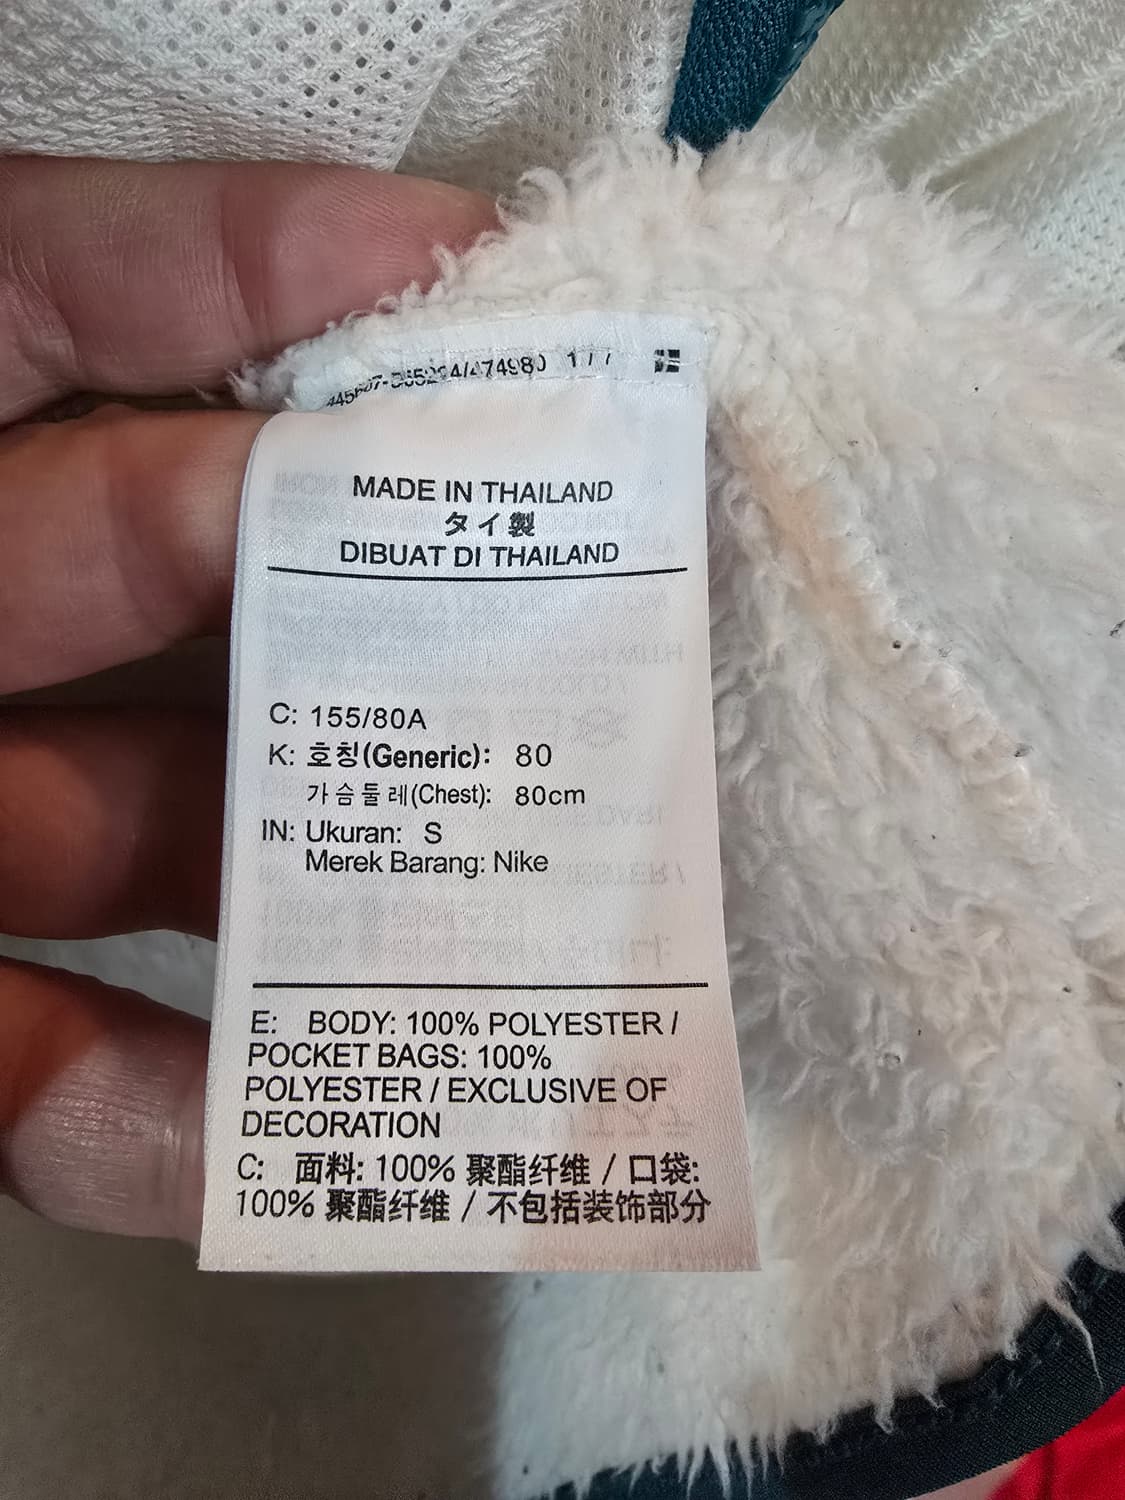 MADE IN THAILAND
タイ製
DIBUAT DI THAILAND
C: 155/80A
K: 호칭(Generic): 80
가슴둘레(Chest): 80cm
IN: Ukuran: S
Merek Barang: Nike
E: BODY: 100% POLYESTER /
POCKET BAGS: 100%
POLYESTER / EXCLUSIVE OF
DECORATION
C: 面料: 100% 聚酯纤维 / 口袋:
100% 聚酯纤维 / 不包括装饰部分